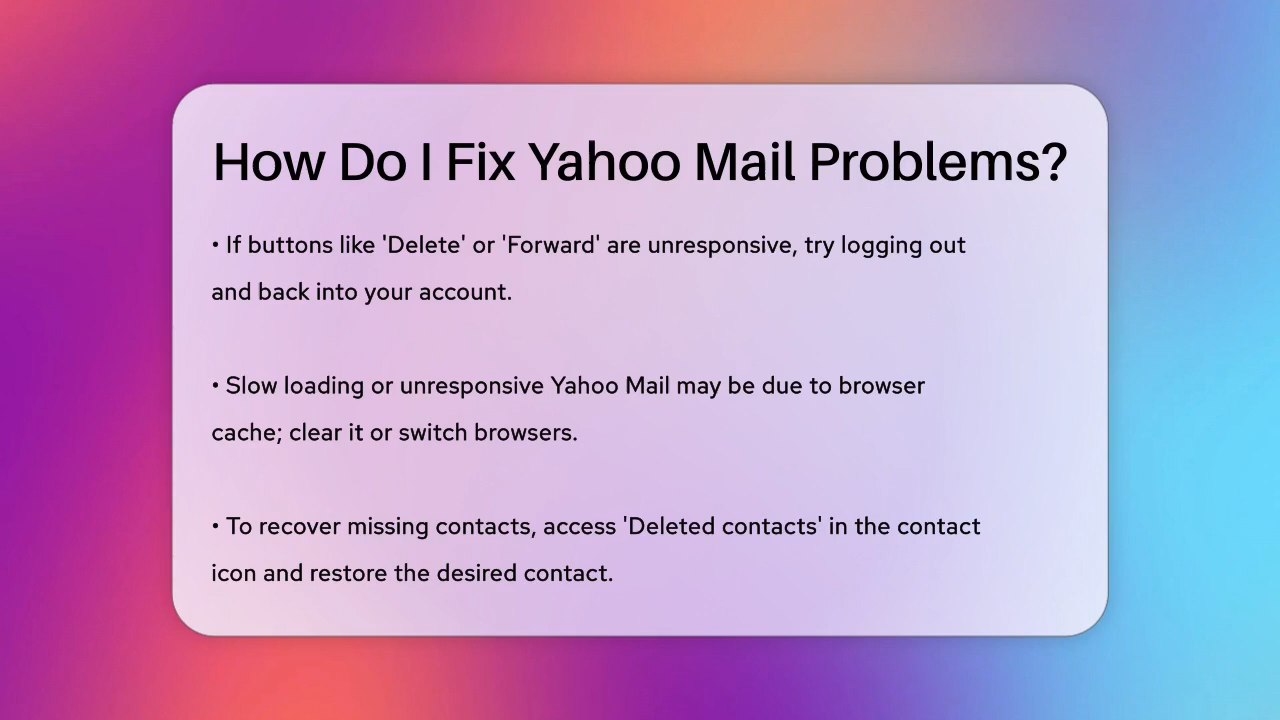 How Do I Fix Yahoo Mail Problems?
• If buttons like 'Delete' or 'Forward' are unresponsive, try logging out
and back into your account.
• Slow loading or unresponsive Yahoo Mail may be due to browser
cache; clear it or switch browsers.
• To recover missing contacts, access 'Deleted contacts' in the contact
icon and restore the desired contact.